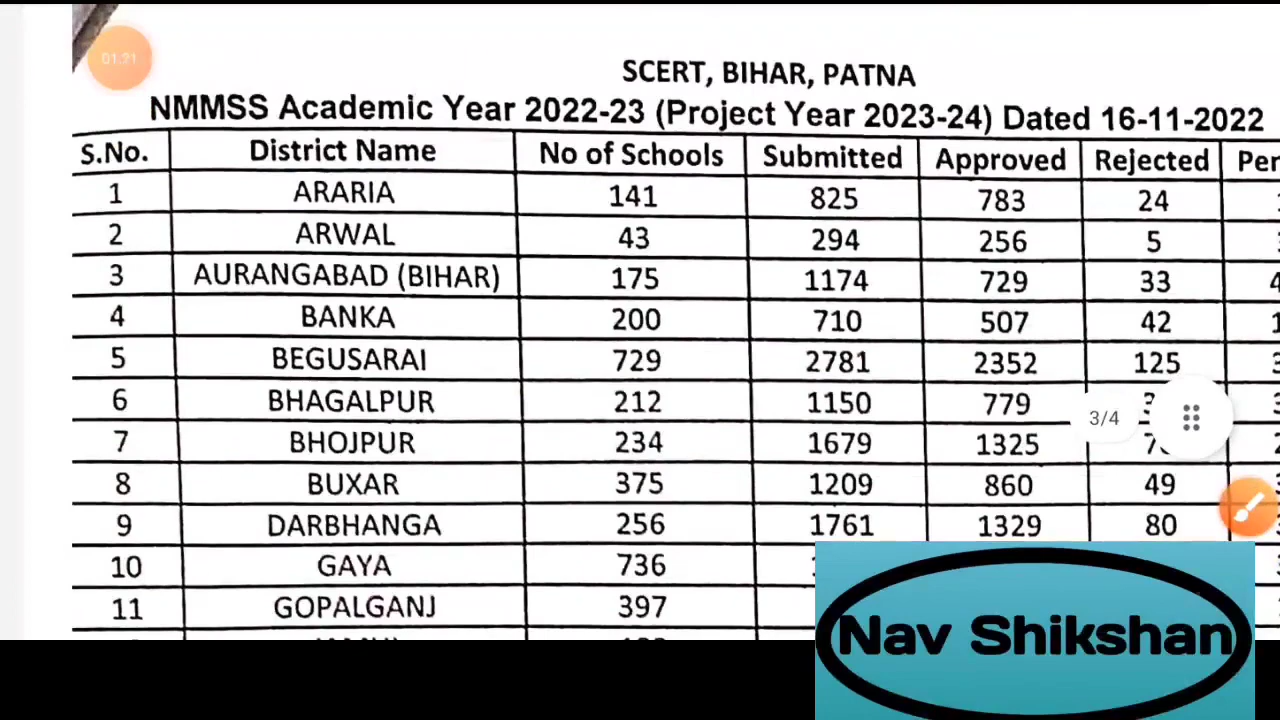 01:21
SCERT, BIHAR, PATNA
NMMSS Academic Year 2022-23 (Project Year 2023-24) Dated 16-11-2022
S.No. District Name No of Schools Submitted Approved Rejected
1 ARARIA 141 825 783 24
2 ARWAL 43 294 256 5
3 AURANGABAD (BIHAR) 175 1174 729 33
4 BANKA 200 710 507 42
5 BEGUSARAI 729 2781 2352 125
6 BHAGALPUR 212 1150 779
7 BHOJPUR 234 1679 1325
3/4
8 BUXAR 375 1209 860 49
9 DARBHANGA 256 1761 1329 80
10 GAYA 736
11 GOPALGANJ 397
Nav Shikshan